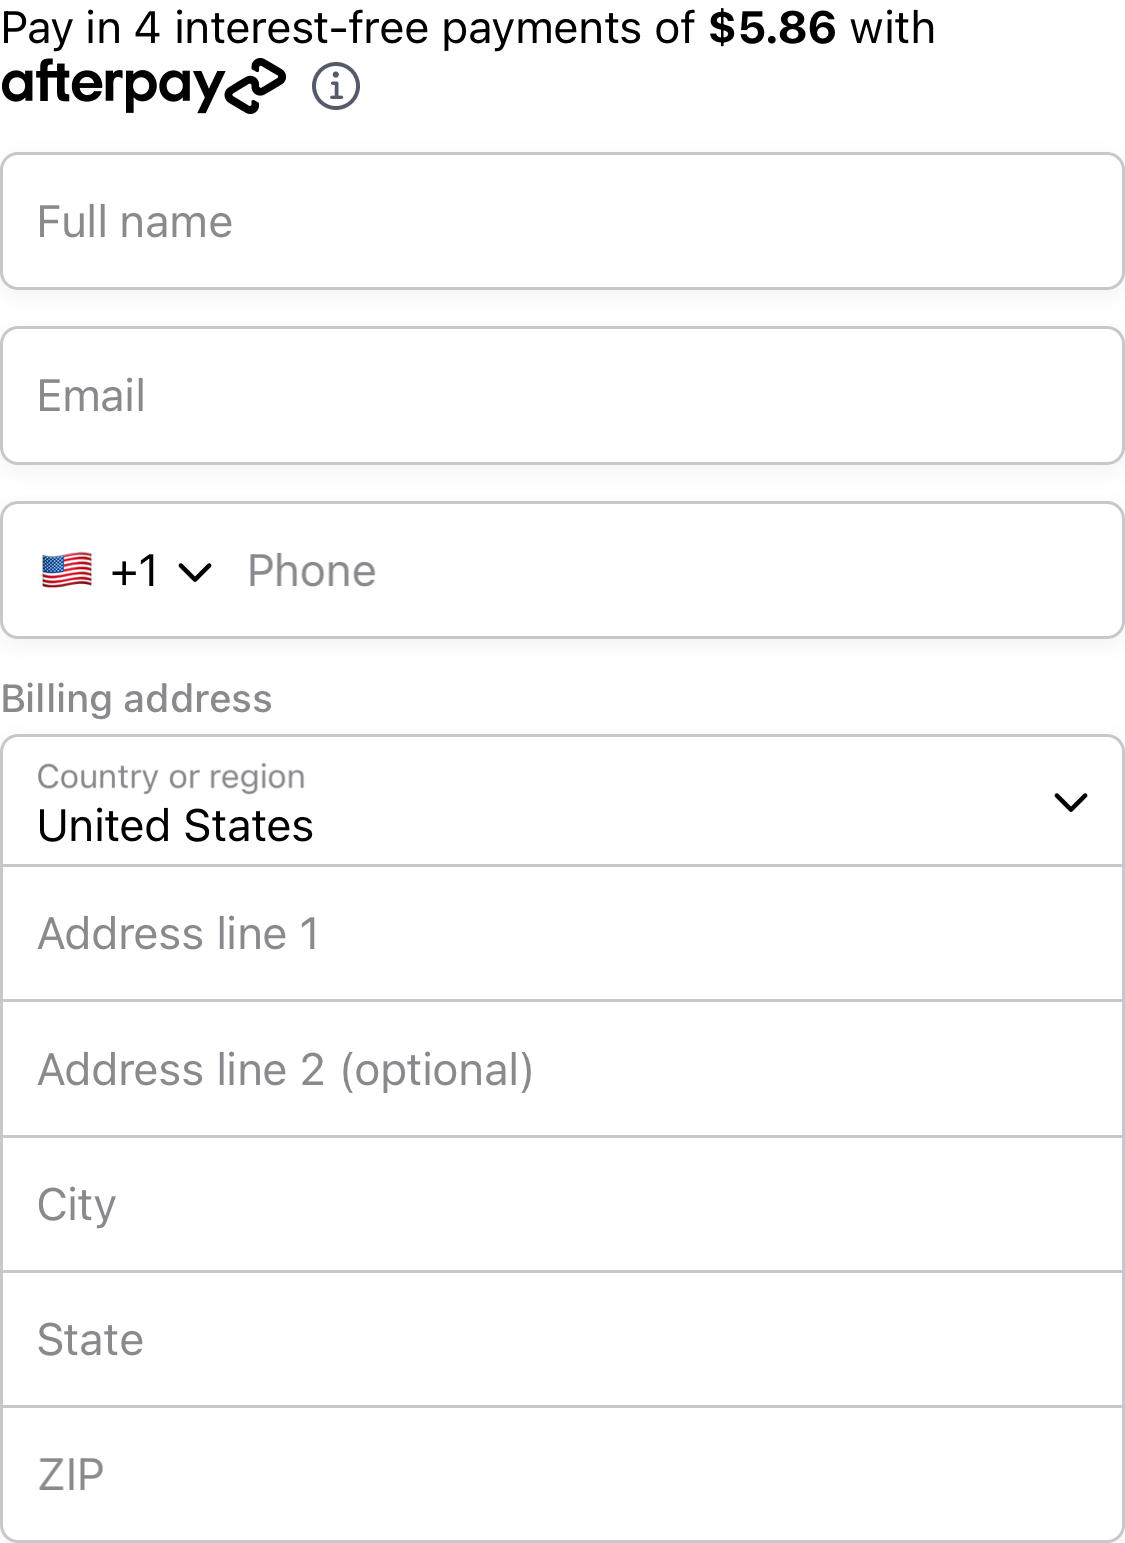 Pay in 4 interest-free payments of $5.86 with
afterpay
Full name
Email
+1 Phone
Billing address
Country or region
United States
Address line 1
Address line 2 (optional)
City
State
ZIP